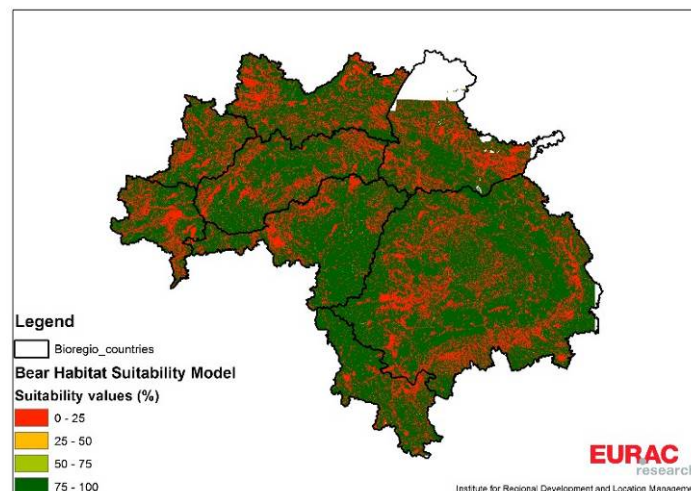 Legend
Bioregio_countries
Bear Habitat Suitability Model
Suitability values (%)
0 - 25
25 - 50
50 - 75
75 - 100
EURAC
research
Institute for Regional Development and Location Manageme